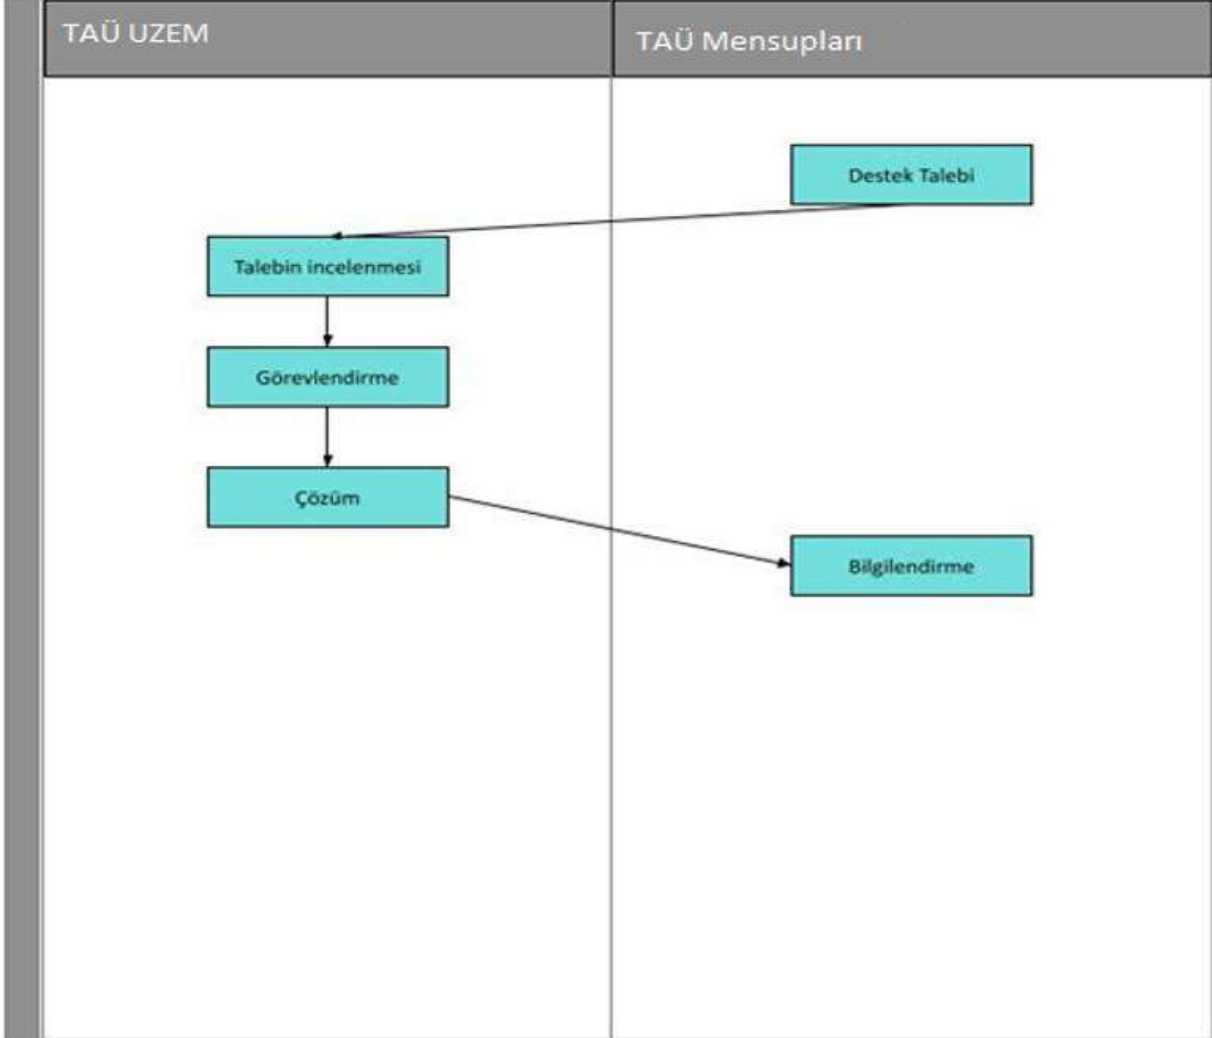 TAÜ UZEM
TAÜ Mensupları
Destek Talebi
Talebin incelenmesi
Görevlendirme
Çözüm
Bilgilendirme